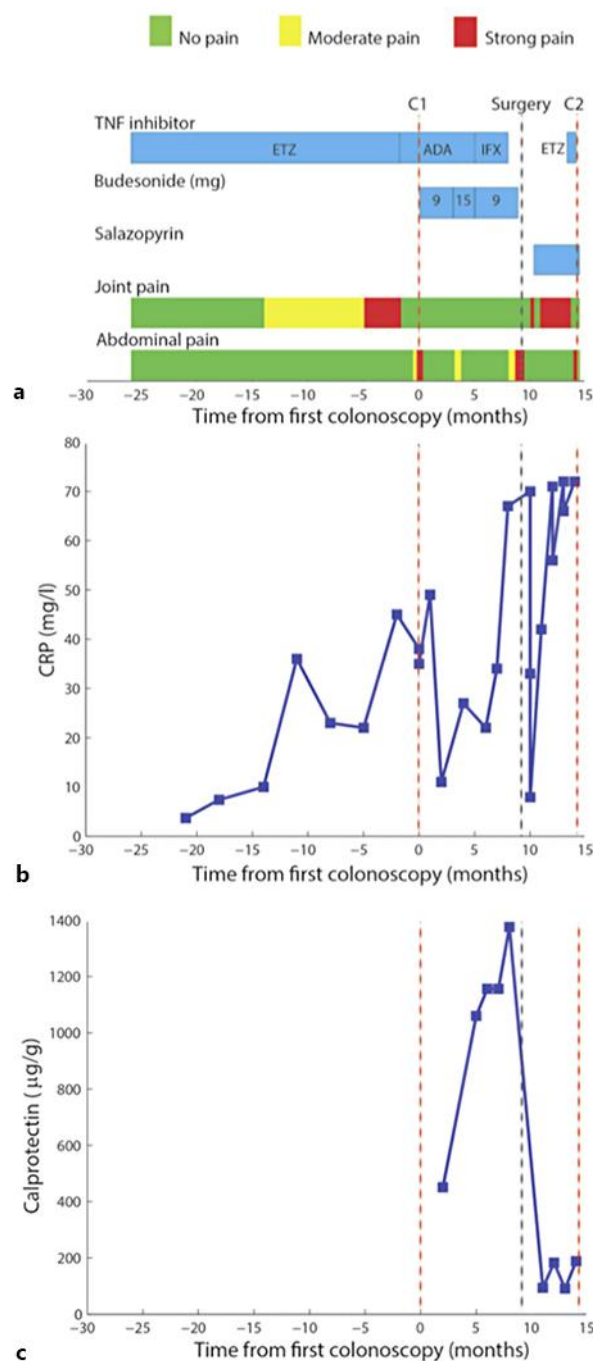 No pain Moderate pain Strong pain
C1 Surgery C2
TNF inhibitor
ETZ ADA IFX ETZ
Budesonide (mg)
9 15 9
Salazopyrin
Joint pain
Abdominal pain
a
−30 −25 −20 −15 −10 −5 0 5 10 15
Time from first colonoscopy (months)
80
70
60
50
40
30
20
10
0
CRP (mg/l)
−30 −25 −20 −15 −10 −5 0 5 10 15
b
Time from first colonoscopy (months)
1400
1200
1000
800
600
400
200
0
Calprotectin (μg/g)
−30 −25 −20 −15 −10 −5 0 5 10 15
c
Time from first colonoscopy (months)